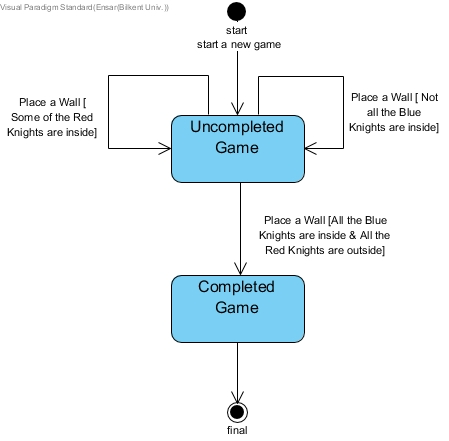 Visual Paradigm Standard(Ensar(Bilkent Univ.))
start
start a new game
Place a Wall [
Some of the Red
Knights are inside]
Place a Wall [ Not
all the Blue
Knights are inside]
Uncompleted
Game
Place a Wall [All the Blue
Knights are inside & All the
Red Knights are outside]
Completed
Game
final